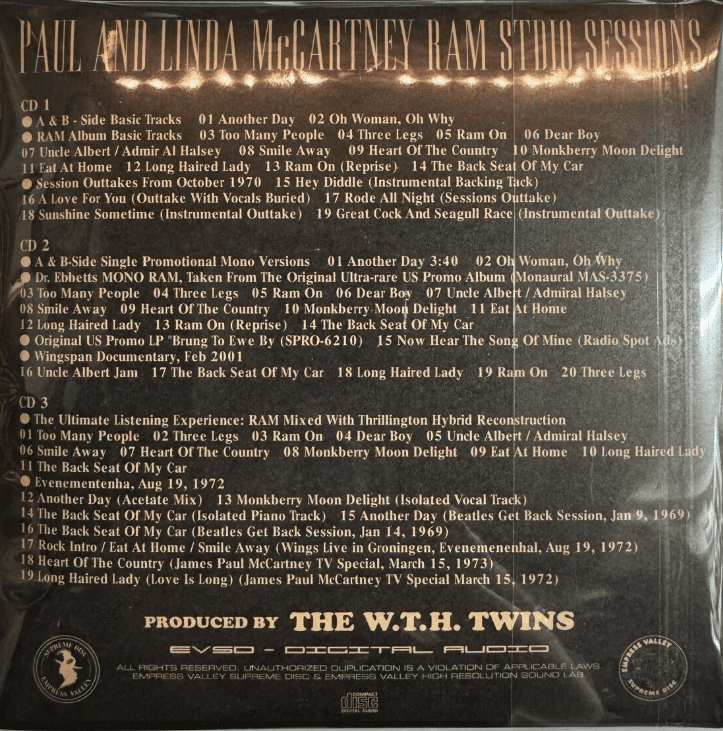 PAUL AND LINDA McCARTNEY RAM STDIO SESSIONS
CD 1
● A & B - Side Basic Tracks 01 Another Day 02 Oh Woman, Oh Why
● RAM Album Basic Tracks 03 Too Many People 04 Three Legs 05 Ram On 06 Dear Boy
07 Uncle Albert / Admir Al Halsey 08 Smile Away 09 Heart Of The Country 10 Monkberry Moon Delight
11 Eat At Home 12 Long Haired Lady 13 Ram On (Reprise) 14 The Back Seat Of My Car
● Session Outtakes From October 1970 15 Hey Diddle (Instrumental Backing Tack)
16 A Love For You (Outtake With Vocals Buried) 17 Rode All Night (Sessions Outtake)
18 Sunshine Sometime (Instrumental Outtake) 19 Great Cock And Seagull Race (Instrumental Outtake)
CD 2
● A & B-Side Single Promotional Mono Versions 01 Another Day 3:40 02 Oh Woman, Oh Why
● Dr. Ebbetts MONO RAM, Taken From The Original Ultra-rare US Promo Album (Monaural MAS-3375)
03 Too Many People 04 Three Legs 05 Ram On 06 Dear Boy 07 Uncle Albert / Admiral Halsey
08 Smile Away 09 Heart Of The Country 10 Monkberry Moon Delight 11 Eat At Home
12 Long Haired Lady 13 Ram On (Reprise) 14 The Back Seat Of My Car
● Original US Promo LP "Brung To Ewe By (SPRO-6210) 15 Now Hear The Song Of Mine (Radio Spot Ads)
● Wingspan Documentary, Feb 2001
16 Uncle Albert Jam 17 The Back Seat Of My Car 18 Long Haired Lady 19 Ram On 20 Three Legs
CD 3
● The Ultimate Listening Experience: RAM Mixed With Thrillington Hybrid Reconstruction
01 Too Many People 02 Three Legs 03 Ram On 04 Dear Boy 05 Uncle Albert / Admiral Halsey
06 Smile Away 07 Heart Of The Country 08 Monkberry Moon Delight 09 Eat At Home 10 Long Haired Lady
11 The Back Seat Of My Car
● Evenementenha, Aug 19, 1972
12 Another Day (Acetate Mix) 13 Monkberry Moon Delight (Isolated Vocal Track)
14 The Back Seat Of My Car (Isolated Piano Track) 15 Another Day (Beatles Get Back Session, Jan 9, 1969)
16 The Back Seat Of My Car (Beatles Get Back Session, Jan 14, 1969)
17 Rock Intro / Eat At Home / Smile Away (Wings Live in Groningen, Evenemenenhal, Aug 19, 1972)
18 Heart Of The Country (James Paul McCartney TV Special, March 15, 1973)
19 Long Haired Lady (Love Is Long) (James Paul McCartney TV Special March 15, 1972)
PRODUCED BY THE W.T.H. TWINS
EVSD - DIGITAL AUDIO
ALL RIGHTS RESERVED. UNAUTHORIZED DUPLICATION IS A VIOLATION OF APPLICABLE LAWS
EMPRESS VALLEY SUPREME DISC & EMPRESS VALLEY HIGH RESOLUTION SOUND LAB.
SUPREME DISC
EMPRESS VALLEY
EMPRESS VALLEY
SUPREME DISC
COMPACT
disc
DIGITAL AUDIO